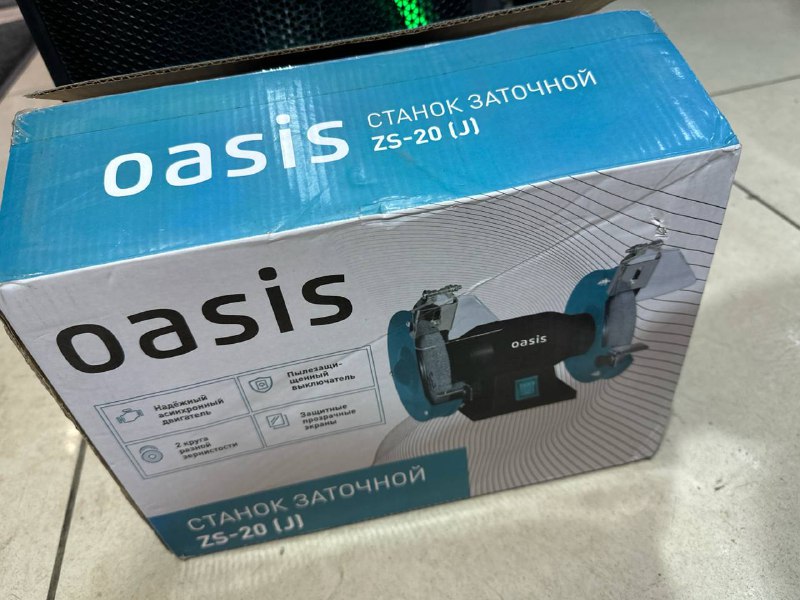 oasis
СТАНОК ЗАТОЧНОЙ
ZS-20 (J)
oasis
oasis
Надёжный
асинхронный
двигатель
Пылезащи-
щенный
выключатель
2 круга
разной
зернистости
Защитные
прозрачные
экраны
СТАНОК ЗАТОЧНОЙ
ZS-20 (J)